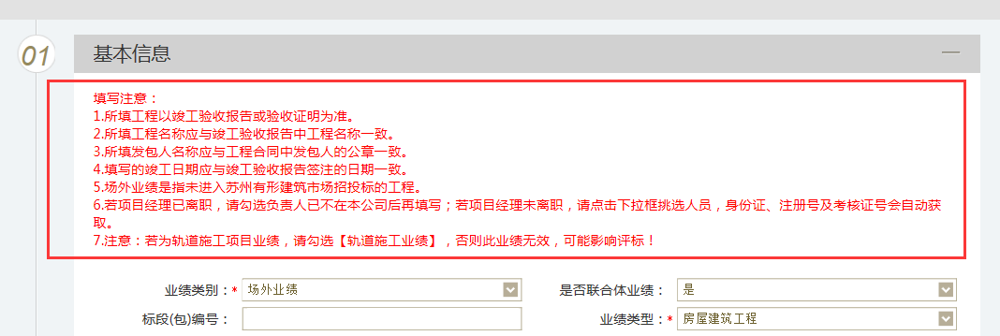 01 基本信息
填写注意：
1.所填工程以竣工验收报告或验收证明为准。
2.所填工程名称应与竣工验收报告中工程名称一致。
3.所填发包人名称应与工程合同中发包人的公章一致。
4.填写的竣工日期应与竣工验收报告签注的日期一致。
5.场外业绩是指未进入苏州有形建筑市场招投标的工程。
6.若项目经理已离职，请勾选负责人已不在本公司后再填写；若项目经理未离职，请点击下拉框挑选人员，身份证、注册号及考核证号会自动获
取。
7.注意：若为轨道施工项目业绩，请勾选【轨道施工业绩】，否则此业绩无效，可能影响评标！
业绩类别：* 场外业绩 是否联合体业绩： 是
标段(包)编号： 业绩类型：* 房屋建筑工程